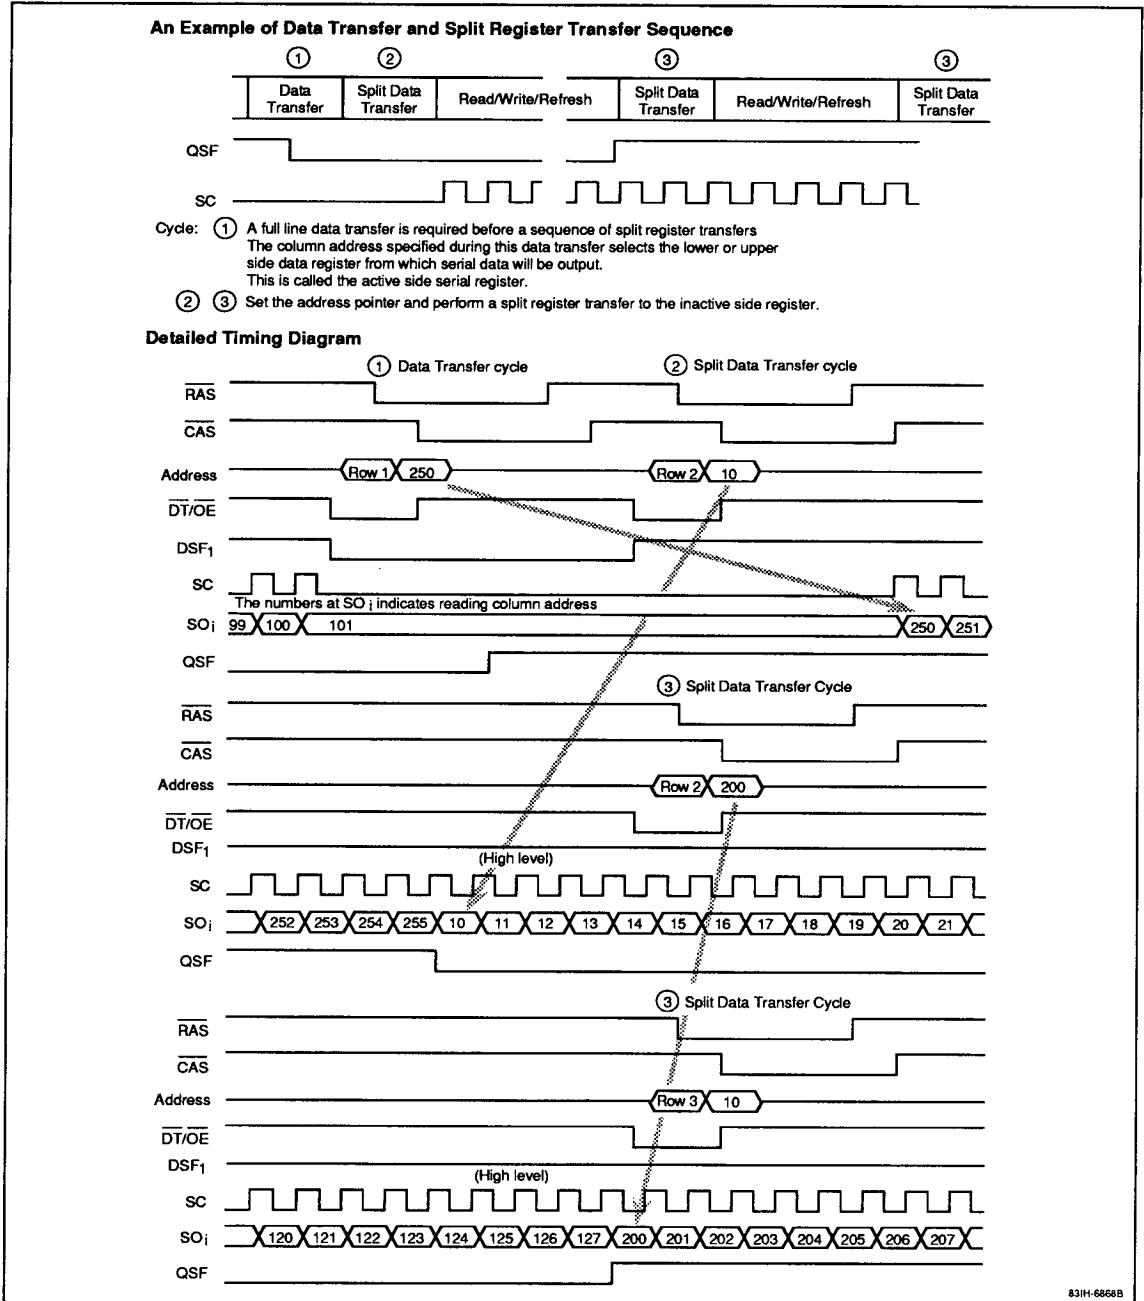 An Example of Data Transfer and Split Register Transfer Sequence
① ② ③ ③
Data Transfer Split Data Transfer Read/Write/Refresh Split Data Transfer Read/Write/Refresh Split Data Transfer
QSF
SC
Cycle: ① A full line data transfer is required before a sequence of split register transfers
The column address specified during this data transfer selects the lower or upper
side data register from which serial data will be output.
This is called the active side serial register.
② ③ Set the address pointer and perform a split register transfer to the inactive side register.
Detailed Timing Diagram
① Data Transfer cycle ② Split Data Transfer cycle
RAS
CAS
Address Row 1 250 Row 2 10
DT/OE
DSF1
SC
The numbers at SO i indicates reading column address
SOi 99 100 101 250 251
QSF
③ Split Data Transfer Cycle
RAS
CAS
Address Row 2 200
DT/OE
DSF1
(High level)
SC
SOi 252 253 254 255 10 11 12 13 14 15 16 17 18 19 20 21
QSF
③ Split Data Transfer Cycle
RAS
CAS
Address Row 3 10
DT/OE
DSF1
(High level)
SC
SOi 120 121 122 123 124 125 126 127 200 201 202 203 204 205 206 207
QSF
83IH-6868B